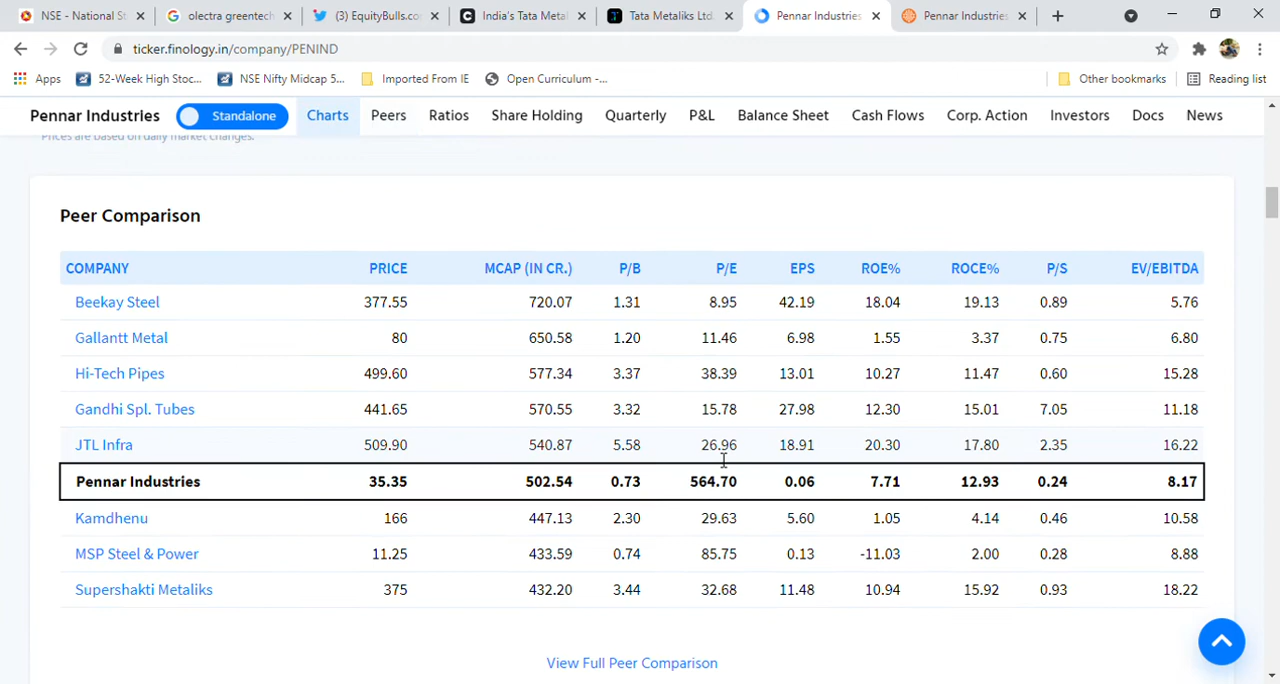 NSE - National S
olectra greentech
(3) EquityBulls.co
India's Tata Metal
Tata Metaliks Ltd.
Pennar Industries
Pennar Industries
ticker.finology.in/company/PENIND
Apps
52-Week High Stoc...
NSE Nifty Midcap 5...
Imported From IE
Open Curriculum -...
Other bookmarks
Reading list
Pennar Industries Standalone Charts Peers Ratios Share Holding Quarterly P&L Balance Sheet Cash Flows Corp. Action Investors Docs News
Prices are based on daily market changes.
Peer Comparison
COMPANY PRICE MCAP (IN CR.) P/B P/E EPS ROE% ROCE% P/S EV/EBITDA
Beekay Steel 377.55 720.07 1.31 8.95 42.19 18.04 19.13 0.89 5.76
Gallantt Metal 80 650.58 1.20 11.46 6.98 1.55 3.37 0.75 6.80
Hi-Tech Pipes 499.60 577.34 3.37 38.39 13.01 10.27 11.47 0.60 15.28
Gandhi Spl. Tubes 441.65 570.55 3.32 15.78 27.98 12.30 15.01 7.05 11.18
JTL Infra 509.90 540.87 5.58 26.96 18.91 20.30 17.80 2.35 16.22
Pennar Industries 35.35 502.54 0.73 564.70 0.06 7.71 12.93 0.24 8.17
Kamdhenu 166 447.13 2.30 29.63 5.60 1.05 4.14 0.46 10.58
MSP Steel & Power 11.25 433.59 0.74 85.75 0.13 -11.03 2.00 0.28 8.88
Supershakti Metaliks 375 432.20 3.44 32.68 11.48 10.94 15.92 0.93 18.22
View Full Peer Comparison